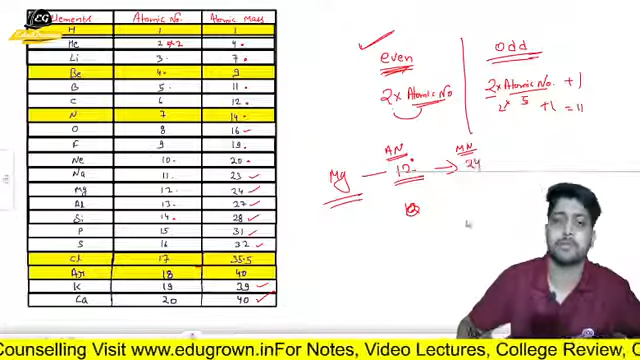 EG
Elements Atomic No. Atomic Mass
H 1 1
He 2 ×2 4
Li 3 7
Be 4 9
B 5 11
C 6 12
N 7 14
O 8 16
F 9 19
Ne 10 20
Na 11 23
Mg 12 24
Al 13 27
Si 14 28
P 15 31
S 16 32
Cl 17 35.5
Ar 18 40
K 19 39
Ca 20 40
even
2× Atomic No
odd
2× Atomic No. + 1
2× 5 +1 = 11
AN MN
Mg — 12 → 24
Counselling Visit www.edugrown.inFor Notes, Video Lectures, College Review, C